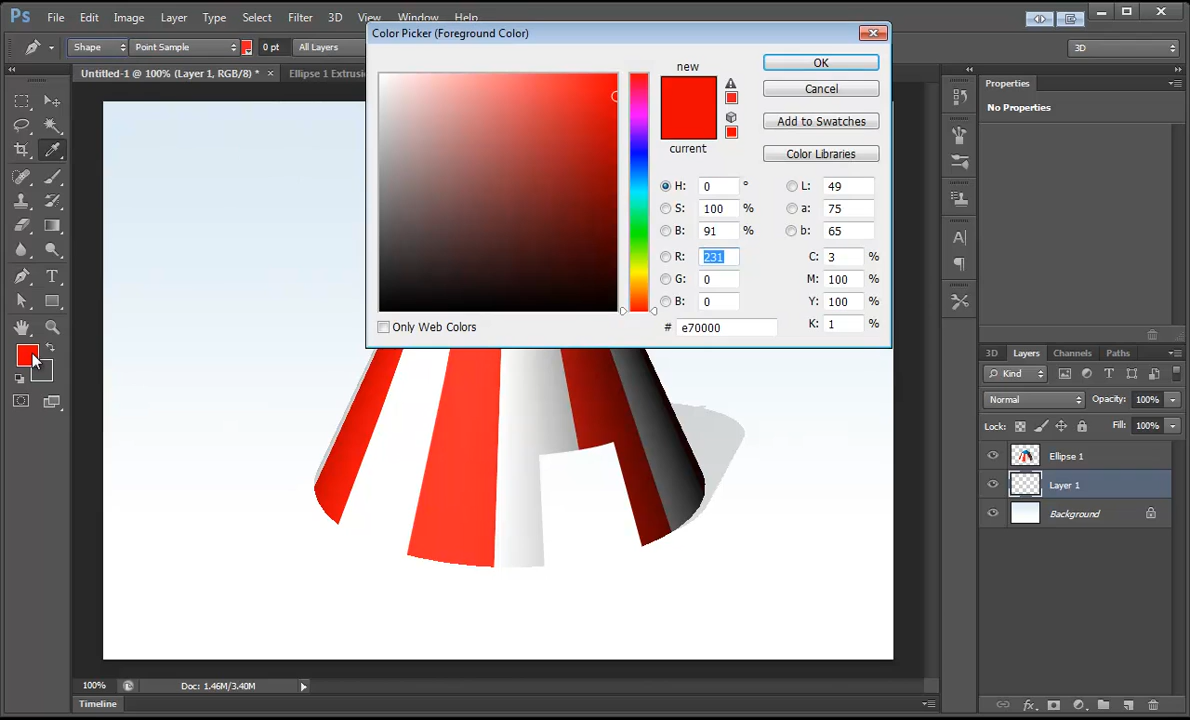 Ps File Edit Image Layer Type Select Filter 3D View Window Help
Color Picker (Foreground Color)
Shape Point Sample 0 pt All Layers 3D
Untitled-1 @ 100% (Layer 1, RGB/8) * × Ellipse 1 Extrusi
new
current
OK
Cancel
Add to Swatches
Color Libraries
H: 0 ° L: 49
S: 100 % a: 75
B: 91 % b: 65
R: 231 C: 3 %
G: 0 M: 100 %
B: 0 Y: 100 %
# e70000 K: 1 %
Only Web Colors
Properties
No Properties
3D Layers Channels Paths
Kind
Normal Opacity: 100%
Lock: Fill: 100%
Ellipse 1
Layer 1
Background
100% Doc: 1.46M/3.40M
Timeline